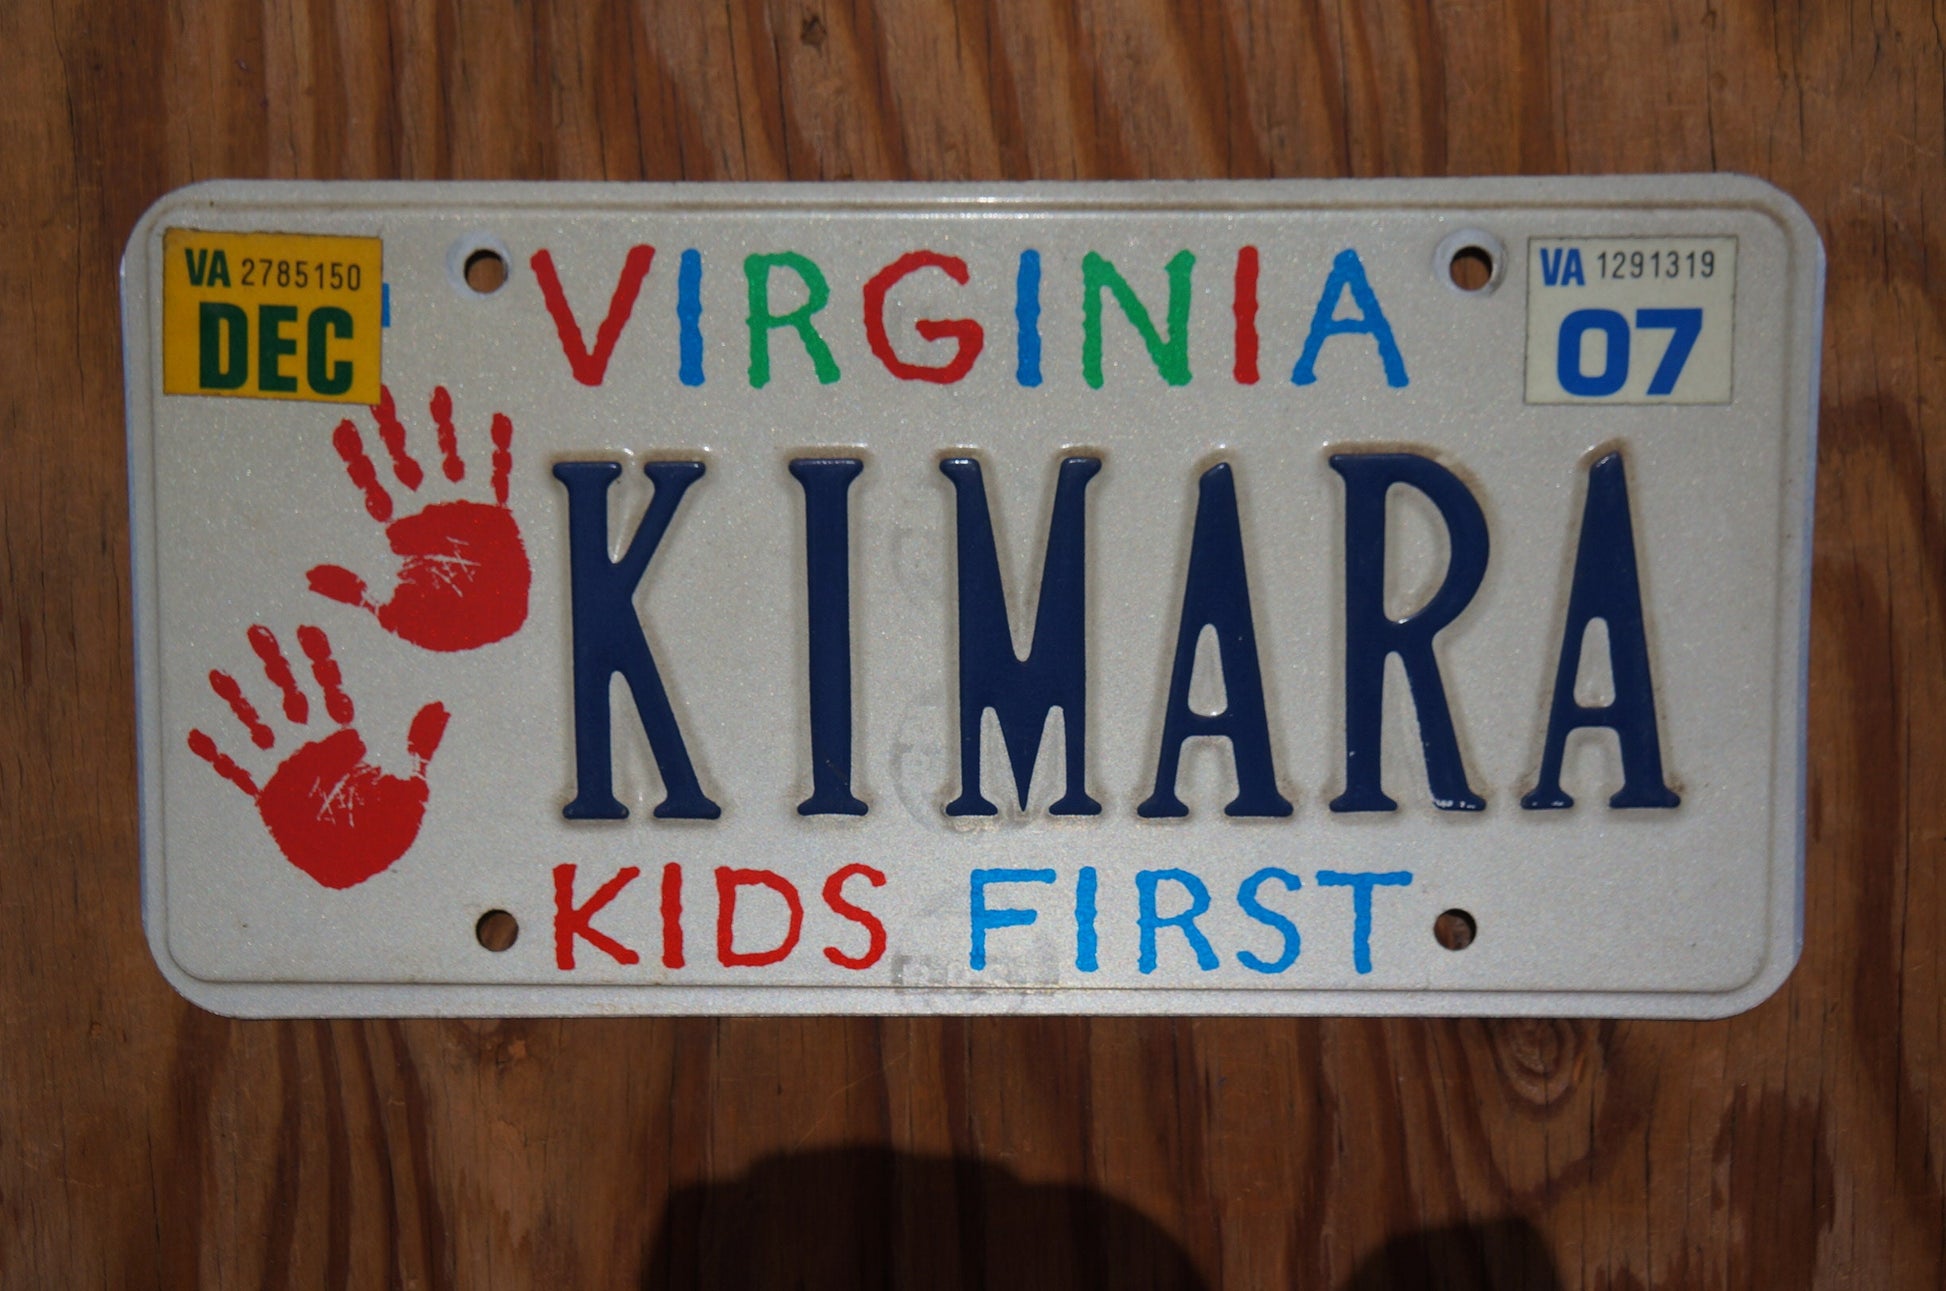 VA 2785150
DEC
VIRGINIA
VA 1291319
07
KIMARA
KIDS FIRST